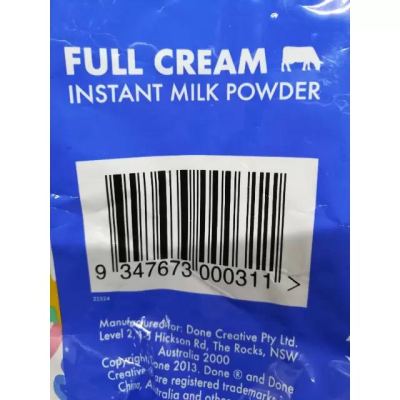 FULL CREAM
INSTANT MILK POWDER
9 347673 000311 >
22324
Manufactured for: Done Creative Pty Ltd.
Level 2, Hickson Rd, The Rocks, NSW
Australia 2000
Copyright Done 2013. Done ® and Done
Creative are registered trademarks
China, Australia and other